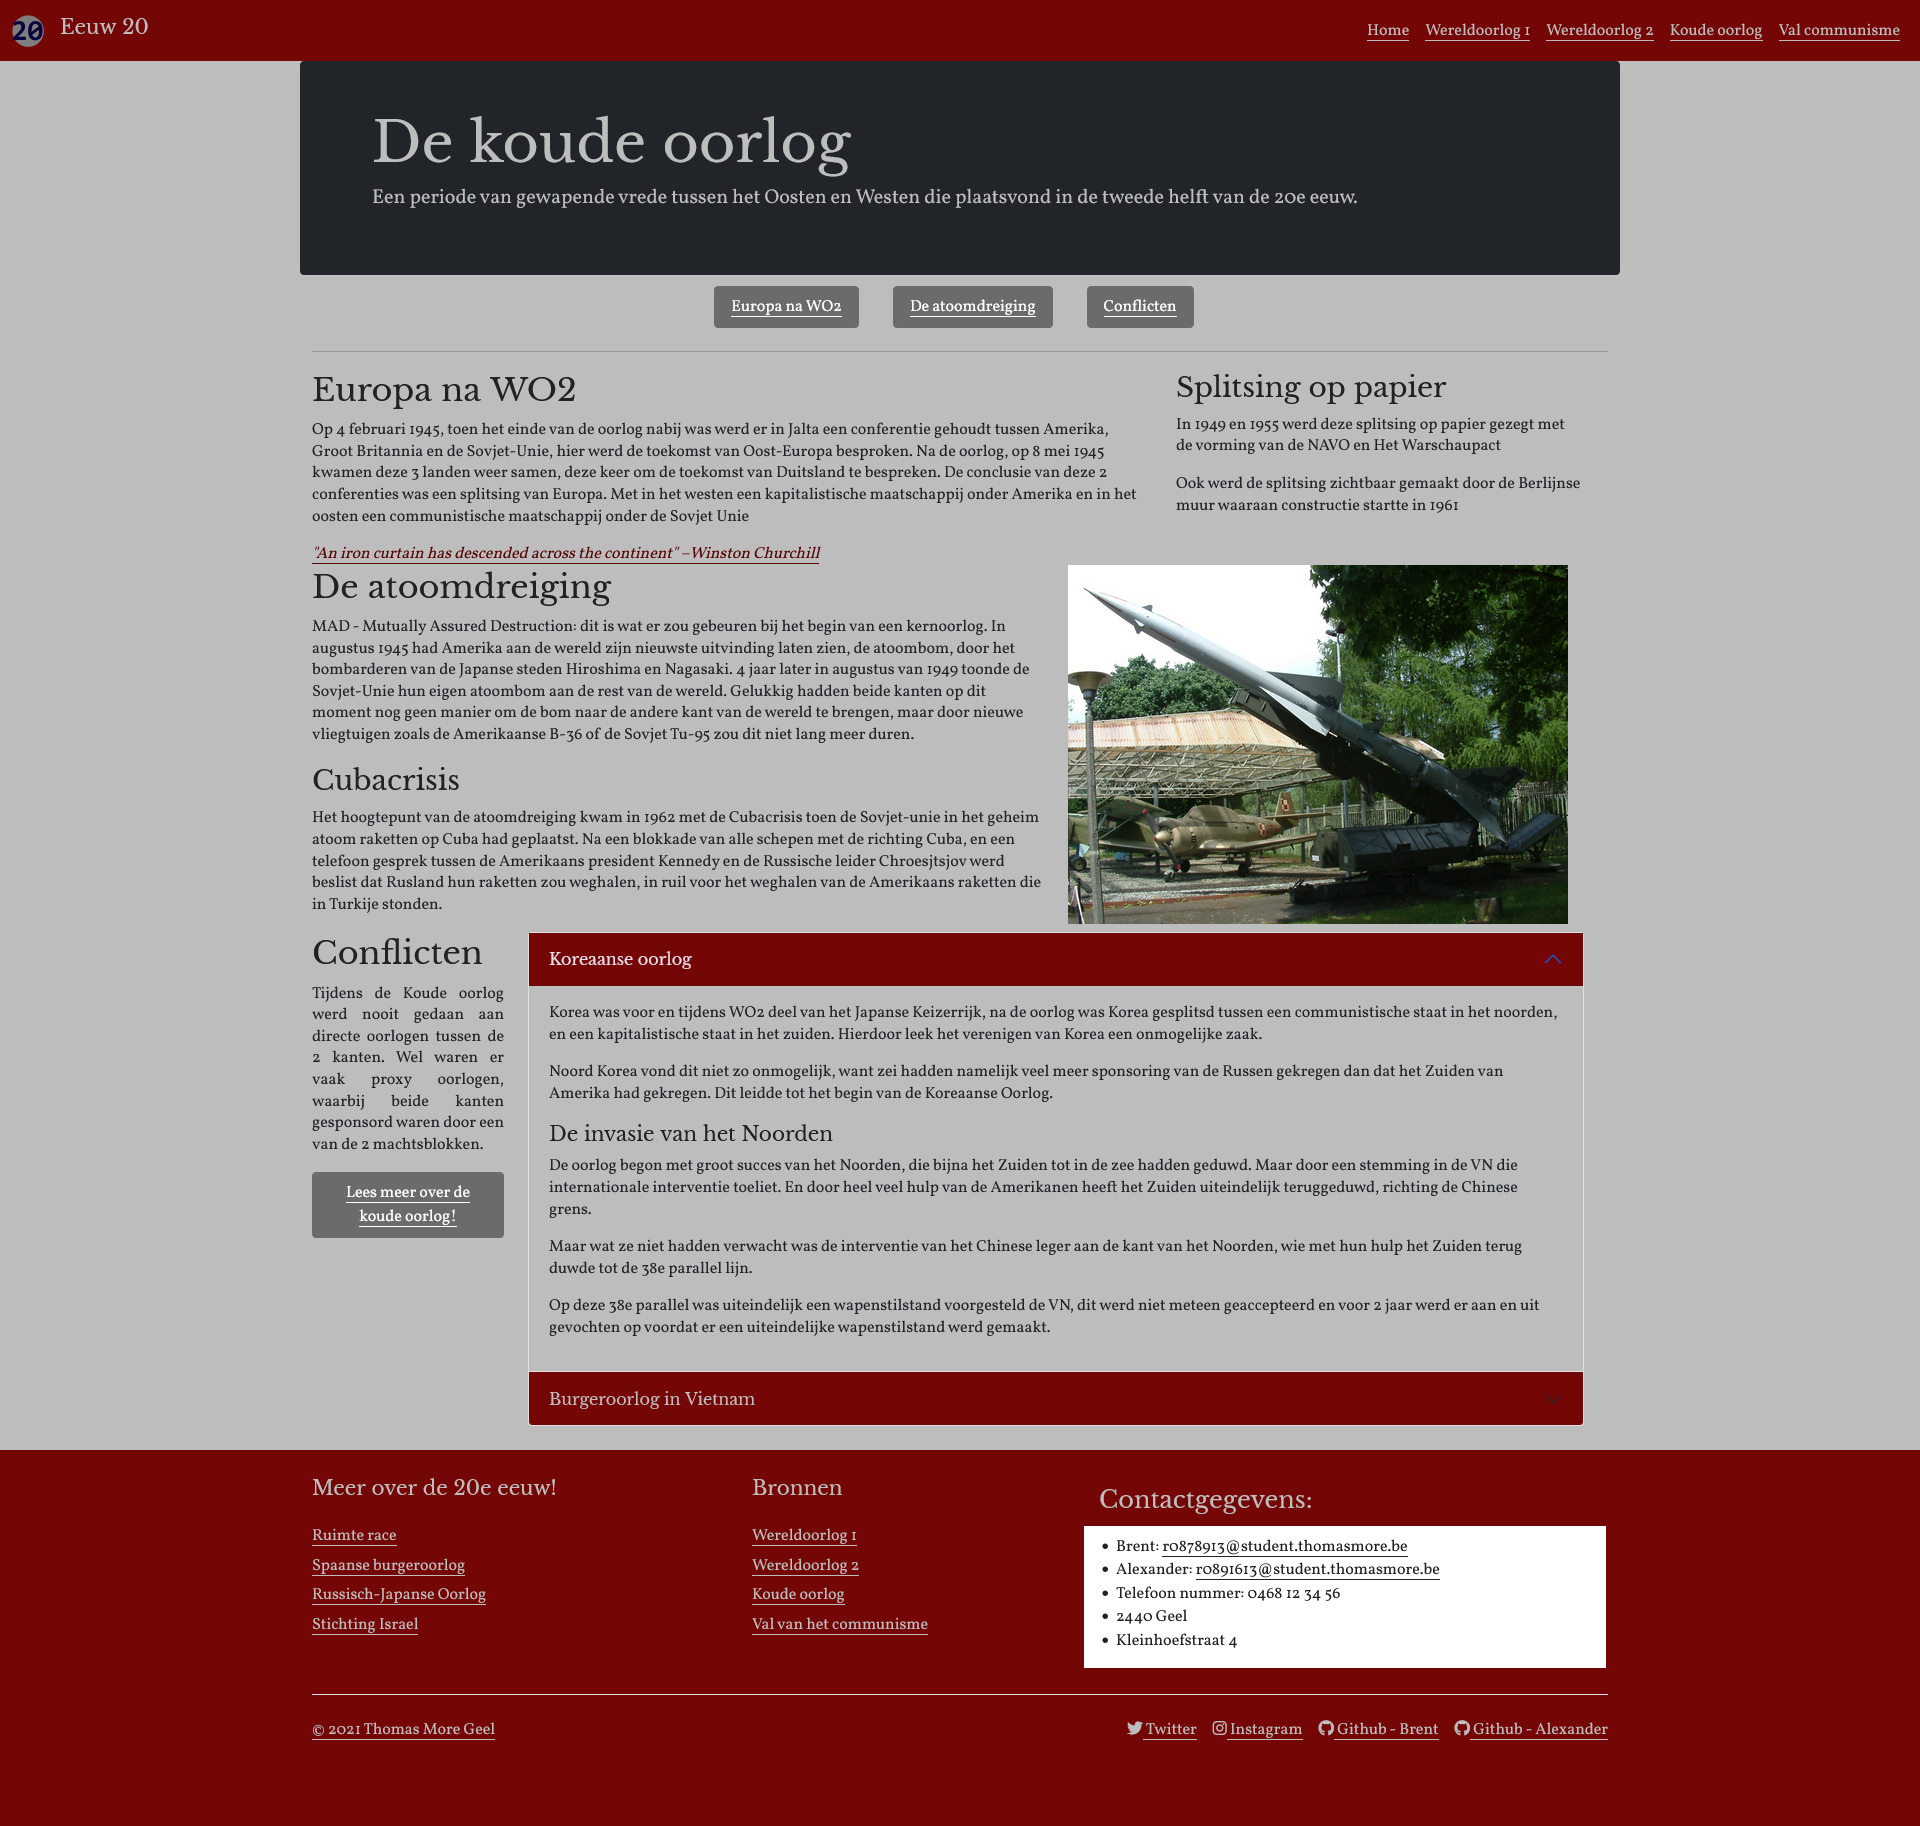 20 Eeuw 20
Home Wereldoorlog 1 Wereldoorlog 2 Koude oorlog Val communisme
De koude oorlog
Een periode van gewapende vrede tussen het Oosten en Westen die plaatsvond in de tweede helft van de 20e eeuw.
Europa na WO2 De atoomdreiging Conflicten
Europa na WO2
Op 4 februari 1945, toen het einde van de oorlog nabij was werd er in Jalta een conferentie gehoudt tussen Amerika,
Groot Britannia en de Sovjet-Unie, hier werd de toekomst van Oost-Europa besproken. Na de oorlog, op 8 mei 1945
kwamen deze 3 landen weer samen, deze keer om de toekomst van Duitsland te bespreken. De conclusie van deze 2
conferenties was een splitsing van Europa. Met in het westen een kapitalistische maatschappij onder Amerika en in het
oosten een communistische maatschappij onder de Sovjet Unie
"An iron curtain has descended across the continent" –Winston Churchill
Splitsing op papier
In 1949 en 1955 werd deze splitsing op papier gezegt met
de vorming van de NAVO en Het Warschaupact
Ook werd de splitsing zichtbaar gemaakt door de Berlijnse
muur waaraan constructie startte in 1961
De atoomdreiging
MAD - Mutually Assured Destruction: dit is wat er zou gebeuren bij het begin van een kernoorlog. In
augustus 1945 had Amerika aan de wereld zijn nieuwste uitvinding laten zien, de atoombom, door het
bombarderen van de Japanse steden Hiroshima en Nagasaki. 4 jaar later in augustus van 1949 toonde de
Sovjet-Unie hun eigen atoombom aan de rest van de wereld. Gelukkig hadden beide kanten op dit
moment nog geen manier om de bom naar de andere kant van de wereld te brengen, maar door nieuwe
vliegtuigen zoals de Amerikaanse B-36 of de Sovjet Tu-95 zou dit niet lang meer duren.
Cubacrisis
Het hoogtepunt van de atoomdreiging kwam in 1962 met de Cubacrisis toen de Sovjet-unie in het geheim
atoom raketten op Cuba had geplaatst. Na een blokkade van alle schepen met de richting Cuba, en een
telefoon gesprek tussen de Amerikaans president Kennedy en de Russische leider Chroesjtsjov werd
beslist dat Rusland hun raketten zou weghalen, in ruil voor het weghalen van de Amerikaans raketten die
in Turkije stonden.
Conflicten
Tijdens de Koude oorlog
werd nooit gedaan aan
directe oorlogen tussen de
2 kanten. Wel waren er
vaak proxy oorlogen,
waarbij beide kanten
gesponsord waren door een
van de 2 machtsblokken.
Lees meer over de
koude oorlog!
Koreaanse oorlog
Korea was voor en tijdens WO2 deel van het Japanse Keizerrijk, na de oorlog was Korea gesplitsd tussen een communistische staat in het noorden,
en een kapitalistische staat in het zuiden. Hierdoor leek het verenigen van Korea een onmogelijke zaak.
Noord Korea vond dit niet zo onmogelijk, want zei hadden namelijk veel meer sponsoring van de Russen gekregen dan dat het Zuiden van
Amerika had gekregen. Dit leidde tot het begin van de Koreaanse Oorlog.
De invasie van het Noorden
De oorlog begon met groot succes van het Noorden, die bijna het Zuiden tot in de zee hadden geduwd. Maar door een stemming in de VN die
internationale interventie toeliet. En door heel veel hulp van de Amerikanen heeft het Zuiden uiteindelijk teruggeduwd, richting de Chinese
grens.
Maar wat ze niet hadden verwacht was de interventie van het Chinese leger aan de kant van het Noorden, wie met hun hulp het Zuiden terug
duwde tot de 38e parallel lijn.
Op deze 38e parallel was uiteindelijk een wapenstilstand voorgesteld de VN, dit werd niet meteen geaccepteerd en voor 2 jaar werd er aan en uit
gevochten op voordat er een uiteindelijke wapenstilstand werd gemaakt.
Burgeroorlog in Vietnam
Meer over de 20e eeuw!
Ruimte race
Spaanse burgeroorlog
Russisch-Japanse Oorlog
Stichting Israel
Bronnen
Wereldoorlog 1
Wereldoorlog 2
Koude oorlog
Val van het communisme
Contactgegevens:
• Brent: r0878913@student.thomasmore.be
• Alexander: r0891613@student.thomasmore.be
• Telefoon nummer: 0468 12 34 56
• 2440 Geel
• Kleinhoefstraat 4
© 2021 Thomas More Geel
Twitter Instagram Github - Brent Github - Alexander